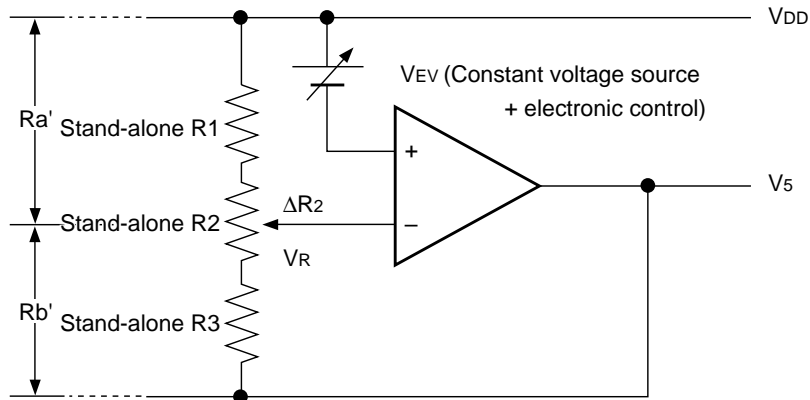 VDD
VEV (Constant voltage source
+ electronic control)
Ra'
Stand-alone R1
+
V5
Stand-alone R2
ΔR2
−
VR
Rb'
Stand-alone R3